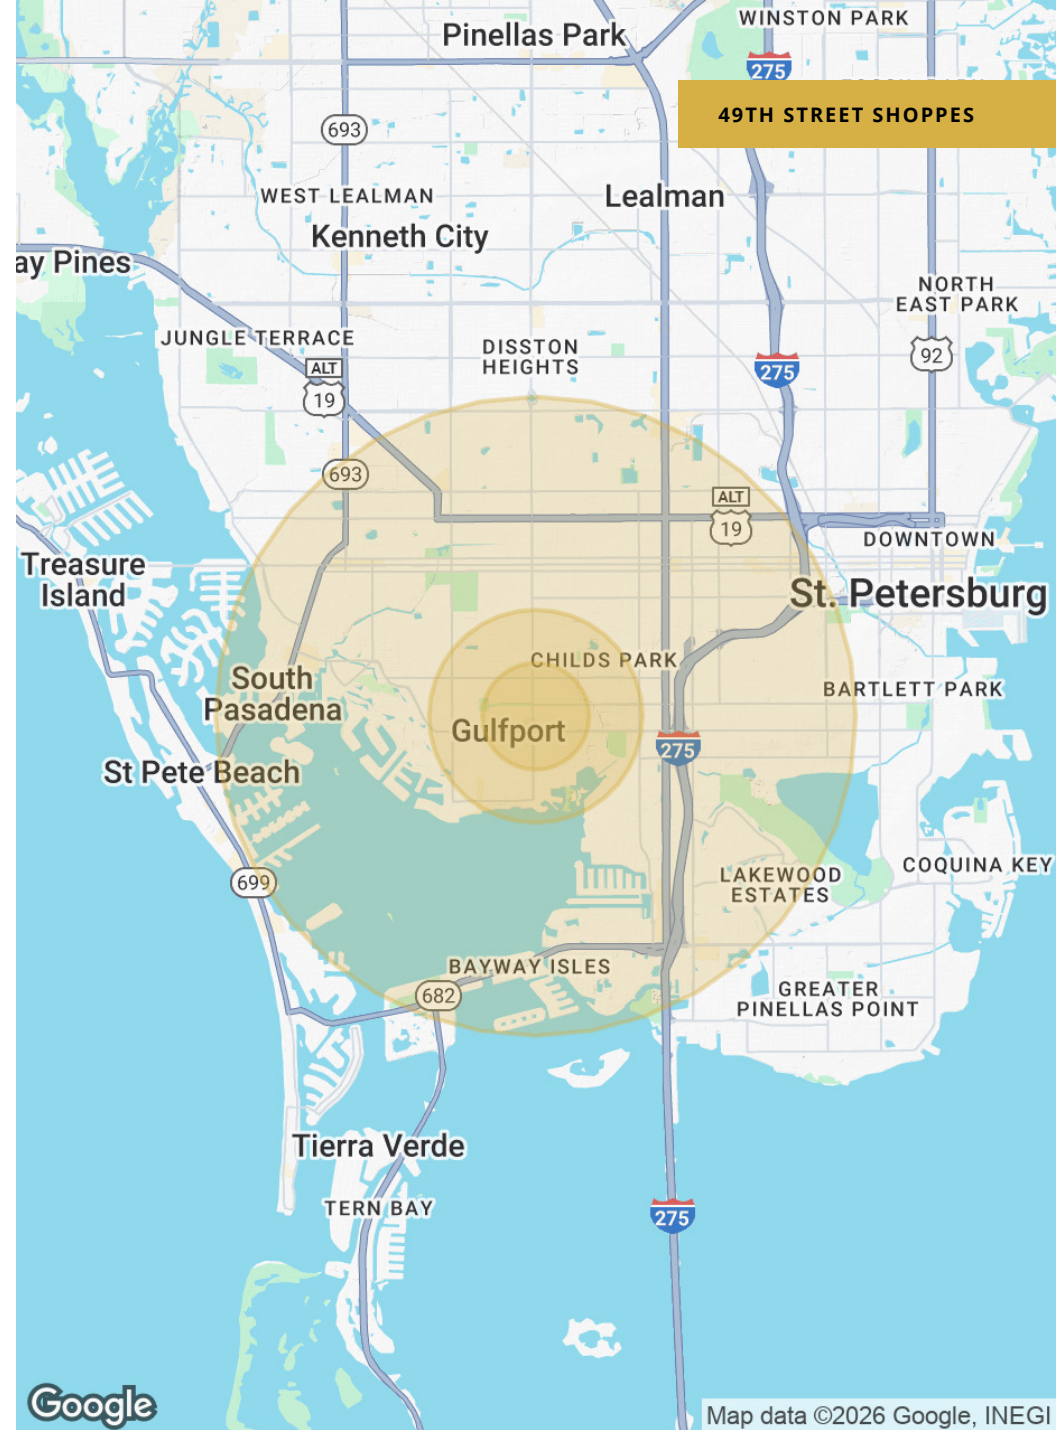 WINSTON PARK
Pinellas Park
275
49TH STREET SHOPPES
693
WEST LEALMAN
Lealman
Kenneth City
ay Pines
NORTH
EAST PARK
JUNGLE TERRACE
DISSTON
HEIGHTS
92
ALT
19
275
693
ALT
19
DOWNTOWN
Treasure
Island
St. Petersburg
CHILDS PARK
South
Pasadena
BARTLETT PARK
Gulfport
275
St Pete Beach
COQUINA KEY
LAKEWOOD
ESTATES
699
BAYWAY ISLES
682
GREATER
PINELLAS POINT
Tierra Verde
TERN BAY
275
Google
Map data ©2026 Google, INEGI